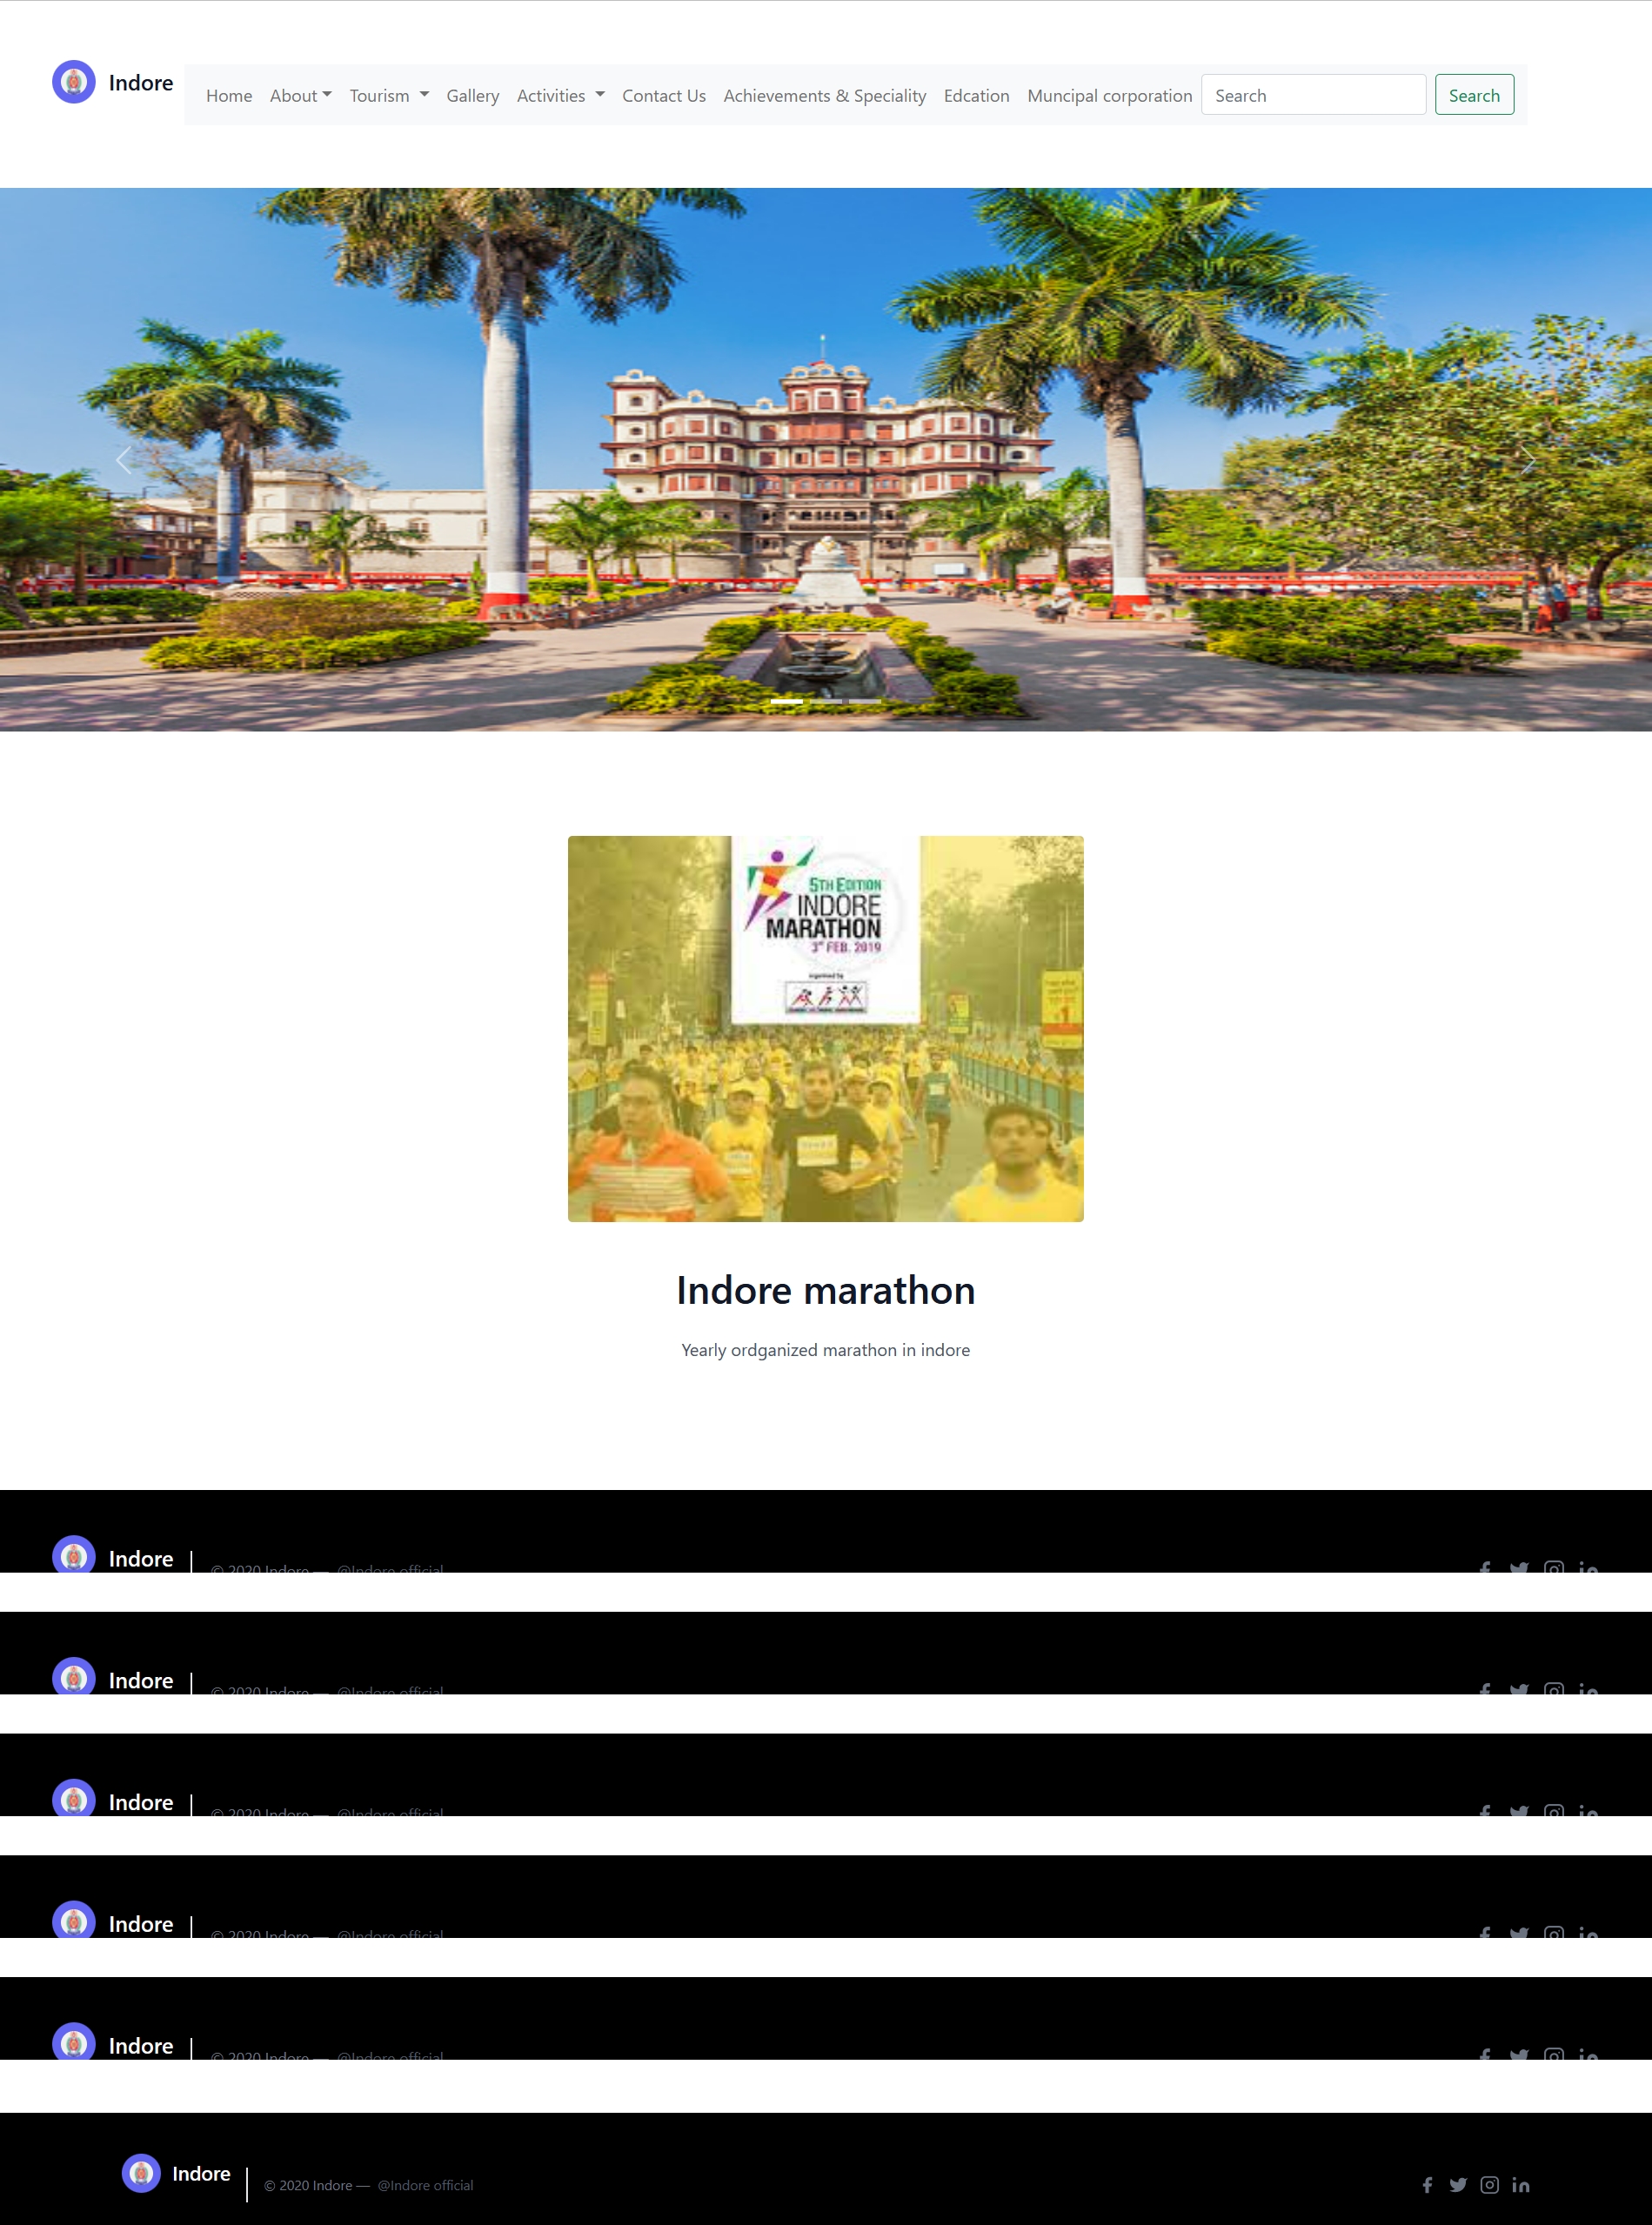 Indore
Home About Tourism Gallery Activities Contact Us Achievements & Speciality Edcation Muncipal corporation Search Search
5TH EDITION
INDORE
MARATHON
3rd FEB. 2019
organised by
Indore marathon
Yearly ordganized marathon in indore
Indore | © 2020 Indore — @Indore official
Indore | © 2020 Indore — @Indore official
Indore | © 2020 Indore — @Indore official
Indore | © 2020 Indore — @Indore official
Indore | © 2020 Indore — @Indore official
Indore | © 2020 Indore — @Indore official